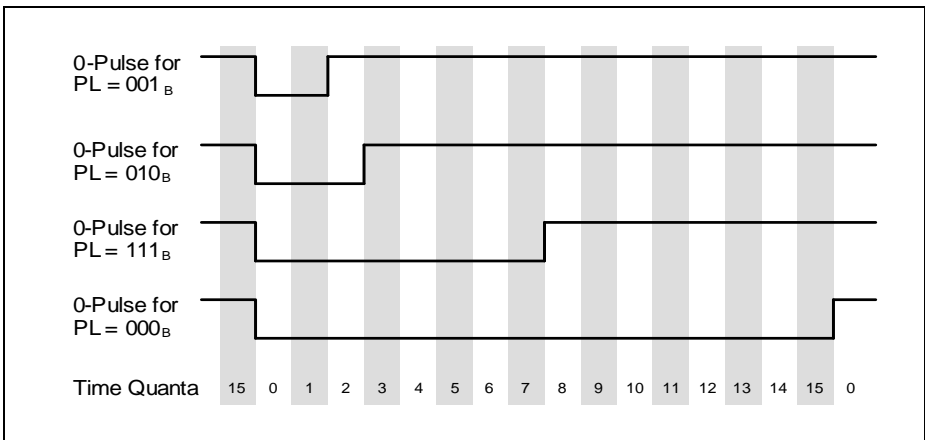 0-Pulse for
PL = 001 B
0-Pulse for
PL = 010B
0-Pulse for
PL = 111 B
0-Pulse for
PL = 000B
Time Quanta 15 0 1 2 3 4 5 6 7 8 9 10 11 12 13 14 15 0